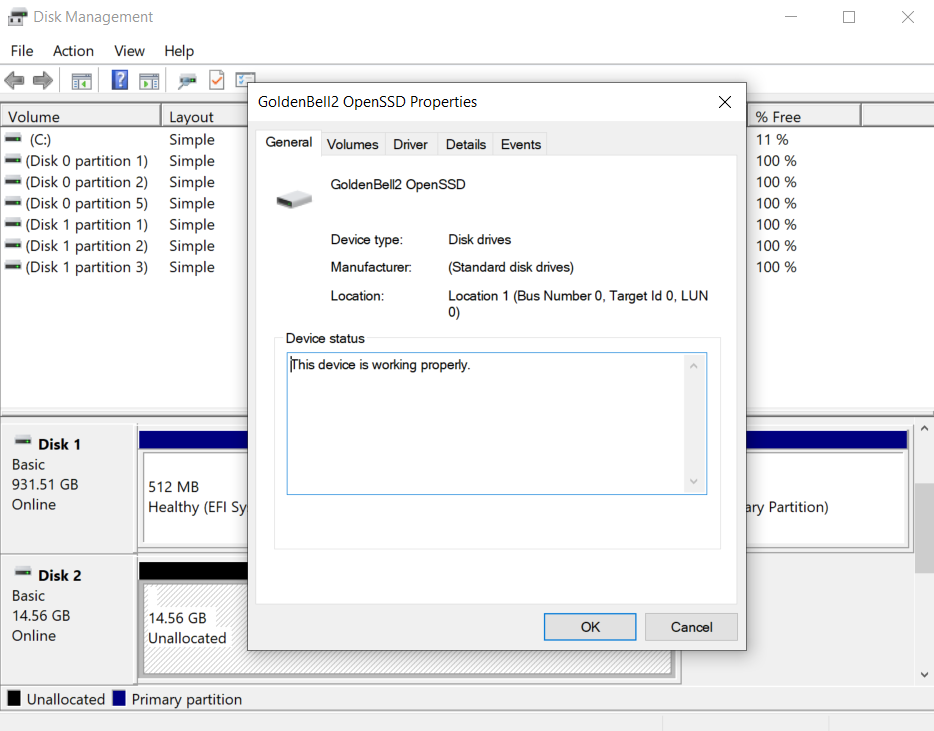 Disk Management
File Action View Help
Volume Layout % Free
(C:) Simple 11 %
(Disk 0 partition 1) Simple 100 %
(Disk 0 partition 2) Simple 100 %
(Disk 0 partition 5) Simple 100 %
(Disk 1 partition 1) Simple 100 %
(Disk 1 partition 2) Simple 100 %
(Disk 1 partition 3) Simple 100 %
GoldenBell2 OpenSSD Properties
General Volumes Driver Details Events
GoldenBell2 OpenSSD
Device type: Disk drives
Manufacturer: (Standard disk drives)
Location: Location 1 (Bus Number 0, Target Id 0, LUN
0)
Device status
This device is working properly.
OK Cancel
Disk 1
Basic
931.51 GB
Online
512 MB
Healthy (EFI Sy
ary Partition)
Disk 2
Basic
14.56 GB
Online
14.56 GB
Unallocated
Unallocated Primary partition